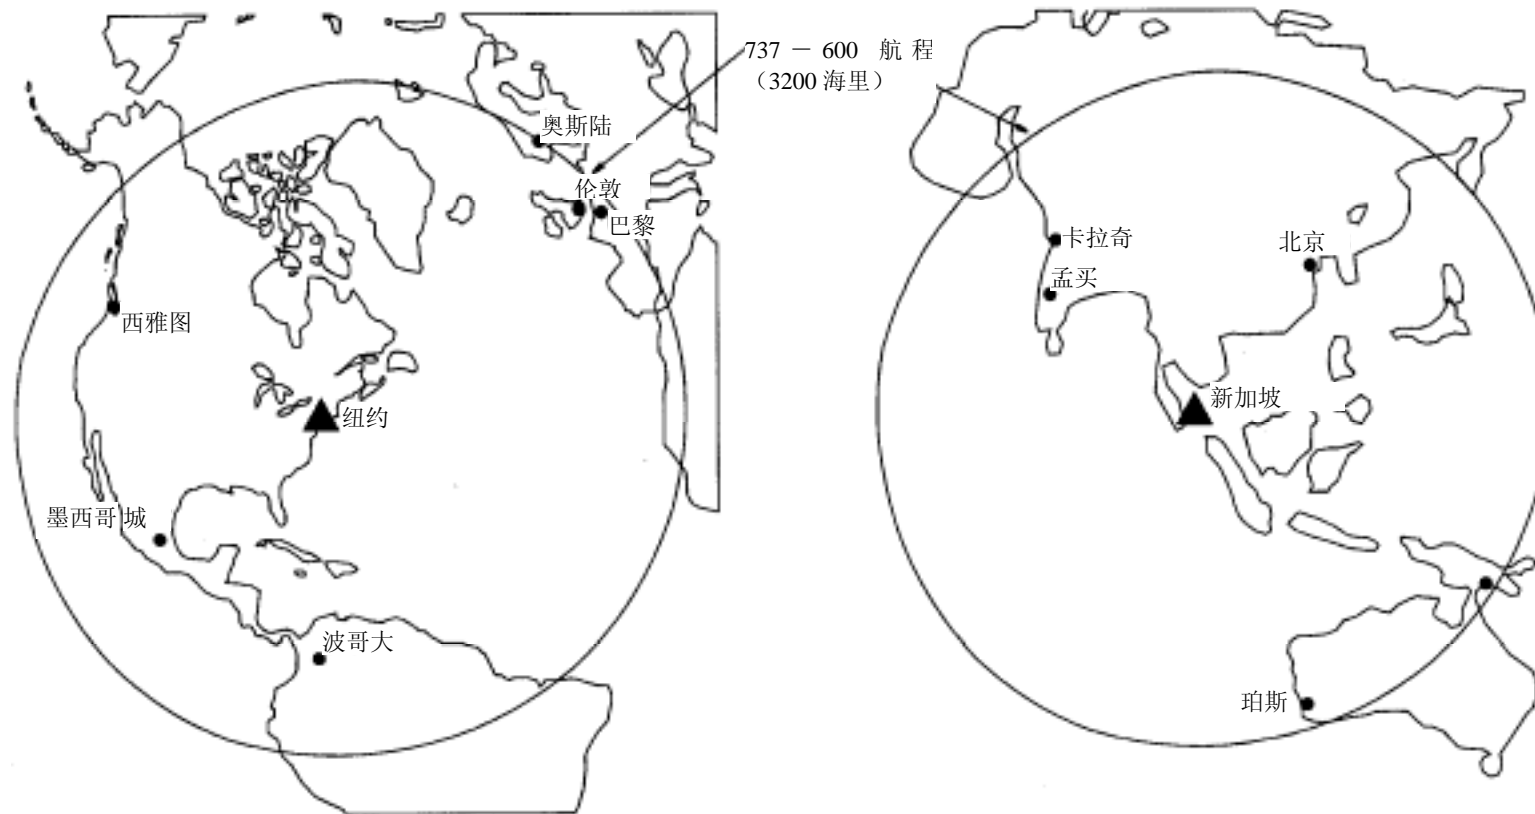 737 － 600 航 程
（3200 海里）
奥斯陆
伦敦
巴黎
西雅图
纽约
墨西哥 城
波哥大
卡拉奇
北京
孟买
新加坡
珀斯